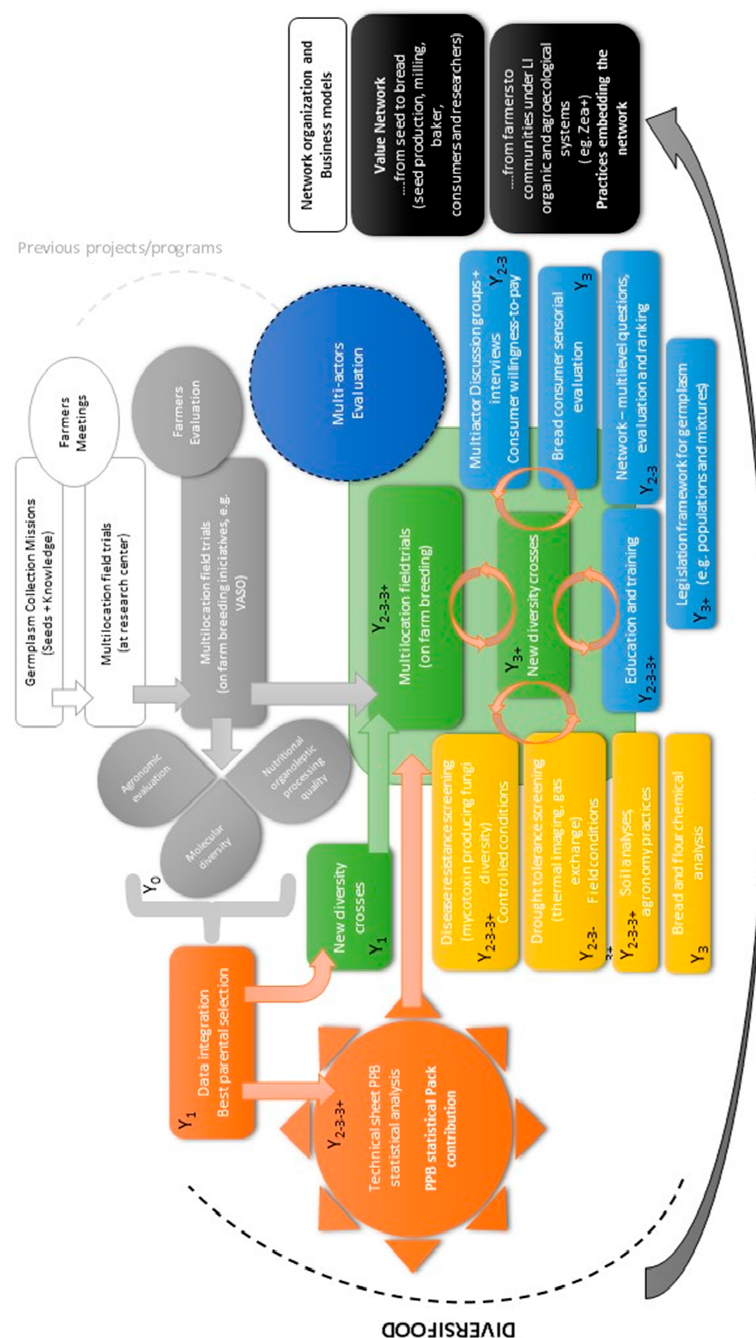 Previous projects/programs
Germplasm Collection Missions
(Seeds + Knowledge)
Farmers
Meetings
Multilocation field trials
(at research center)
Multilocation field trials
(on farm breeding initiatives, e.g.
VASO)
Farmers
Evaluation
Agronomic
evaluation
Molecular
diversity
Nutritional
organoleptic
processing
quality
Y0
Y1
Data integration
Best parental selection
New diversity
crosses
Y1
Y2-3-3+
Technical sheet PPB
statistical analysis
PPB statistical Pack
contribution
Multi-actors
Evaluation
Y2-3-3+
Multilocation field trials
(on farm breeding)
Y3+
New diversity crosses
Disease resistance screening
(mycotoxin producing fungi
diversity)
Controlled conditions
Y2-3-3+
Drought tolerance screening
(thermal imaging, gas
exchange)
Field conditions
Y2-3-
3+
Soil analyses,
agronomy practices
Y2-3-3+
Bread and flour chemical
analysis
Y3
Education and training
Y2-3-3+
Multiactor Discussion groups +
interviews
Consumer willingness-to-pay
Y2-3
Bread consumer sensorial
evaluation
Y3
Network – multilevel questions,
evaluation and ranking
Y2-3
Legislation framework for germplasm
(e.g. populations and mixtures)
Y3+
Network organization and
Business models
Value Network
....from seed to bread
(seed production, milling,
baker,
consumers and researchers)
....from farmers to
communities under LI
organic and agroecological
systems
(eg. Zea+)
Practices embedding the
network
DIVERSIFOOD